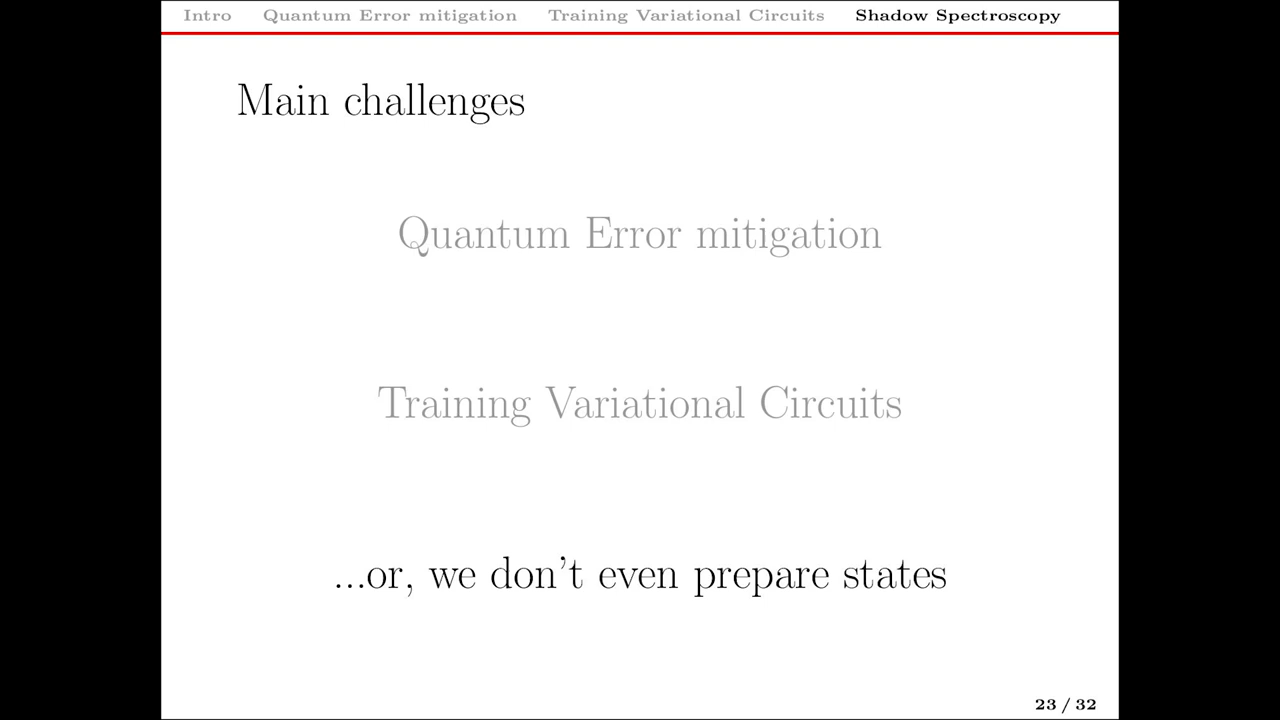 Intro Quantum Error mitigation Training Variational Circuits Shadow Spectroscopy
Main challenges
Quantum Error mitigation
Training Variational Circuits
...or, we don't even prepare states
23 / 32